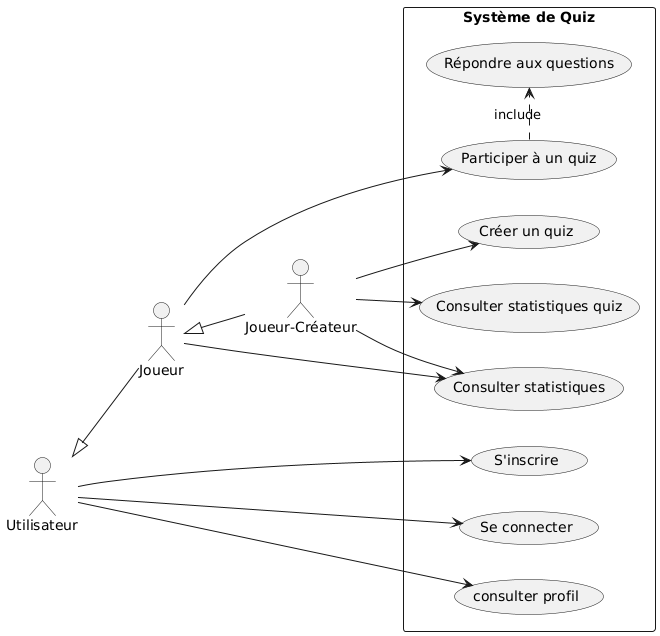 Système de Quiz
Répondre aux questions
include
Participer à un quiz
Créer un quiz
Joueur-Créateur
Consulter statistiques quiz
Joueur
Consulter statistiques
S'inscrire
Utilisateur
Se connecter
consulter profil